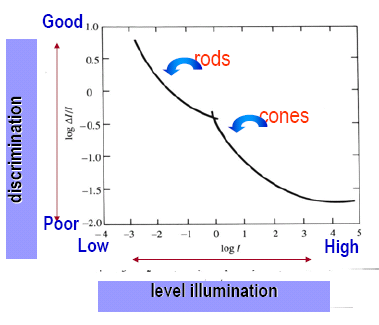 Good
1.0
0.5
0
−0.5
−1.0
−1.5
−2.0
log ΔI/I
discrimination
rods
cones
Poor
−4 −3 −2 −1 0 1 2 3 4 5
Low
log I
High
level illumination